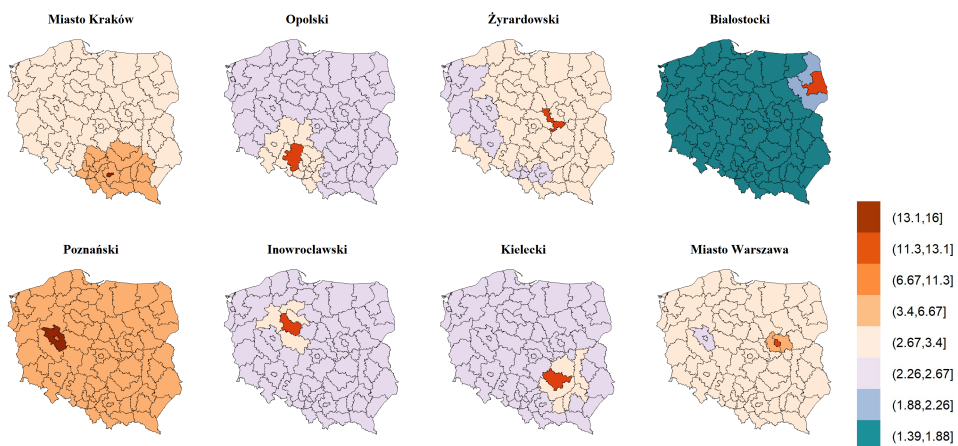 Miasto Kraków
Opolski
Żyrardowski
Białostocki
Poznański
Inowrocławski
Kielecki
Miasto Warszawa
(13.1,16]
(11.3,13.1]
(6.67,11.3]
(3.4,6.67]
(2.67,3.4]
(2.26,2.67]
(1.88,2.26]
(1.39,1.88]